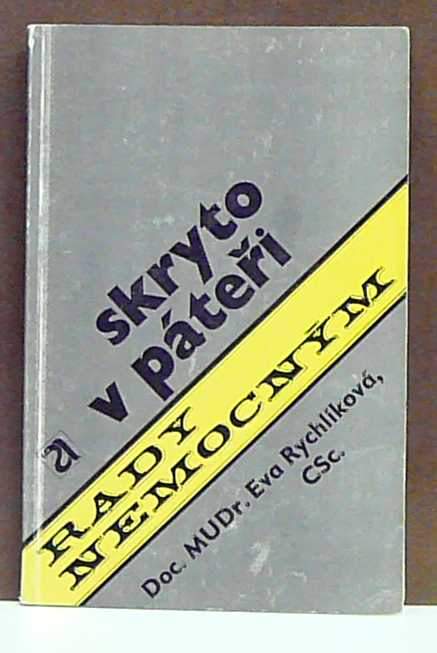 skryto
v páteři
RADY
NEMOCNÝM
Doc. MUDr. Eva Rychlíková,
CSc.